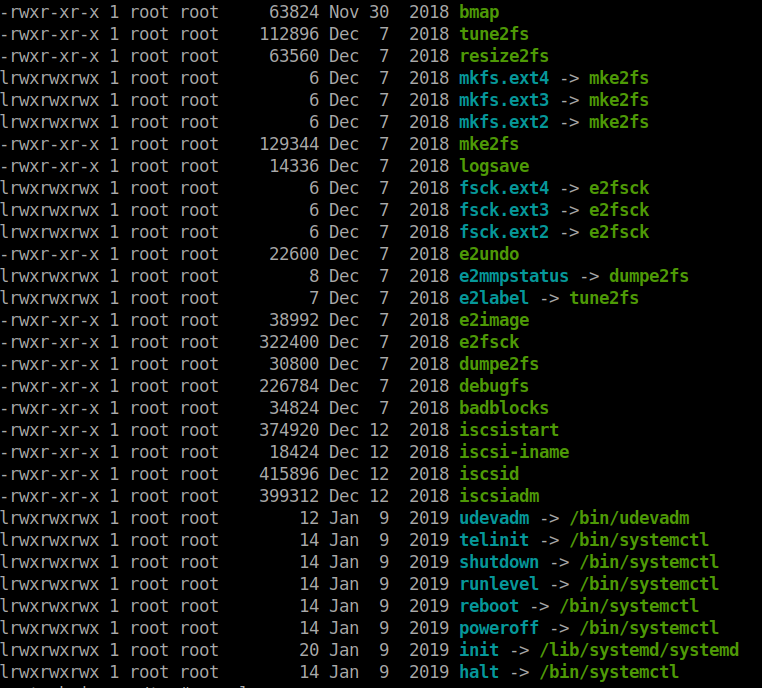 -rwxr-xr-x 1 root root     63824 Nov 30  2018 bmap
-rwxr-xr-x 1 root root    112896 Dec  7  2018 tune2fs
-rwxr-xr-x 1 root root     63560 Dec  7  2018 resize2fs
lrwxrwxrwx 1 root root         6 Dec  7  2018 mkfs.ext4 -> mke2fs
lrwxrwxrwx 1 root root         6 Dec  7  2018 mkfs.ext3 -> mke2fs
lrwxrwxrwx 1 root root         6 Dec  7  2018 mkfs.ext2 -> mke2fs
-rwxr-xr-x 1 root root    129344 Dec  7  2018 mke2fs
-rwxr-xr-x 1 root root     14336 Dec  7  2018 logsave
lrwxrwxrwx 1 root root         6 Dec  7  2018 fsck.ext4 -> e2fsck
lrwxrwxrwx 1 root root         6 Dec  7  2018 fsck.ext3 -> e2fsck
lrwxrwxrwx 1 root root         6 Dec  7  2018 fsck.ext2 -> e2fsck
-rwxr-xr-x 1 root root     22600 Dec  7  2018 e2undo
lrwxrwxrwx 1 root root         8 Dec  7  2018 e2mmpstatus -> dumpe2fs
lrwxrwxrwx 1 root root         7 Dec  7  2018 e2label -> tune2fs
-rwxr-xr-x 1 root root     38992 Dec  7  2018 e2image
-rwxr-xr-x 1 root root    322400 Dec  7  2018 e2fsck
-rwxr-xr-x 1 root root     30800 Dec  7  2018 dumpe2fs
-rwxr-xr-x 1 root root    226784 Dec  7  2018 debugfs
-rwxr-xr-x 1 root root     34824 Dec  7  2018 badblocks
-rwxr-xr-x 1 root root    374920 Dec 12  2018 iscsistart
-rwxr-xr-x 1 root root     18424 Dec 12  2018 iscsi-iname
-rwxr-xr-x 1 root root    415896 Dec 12  2018 iscsid
-rwxr-xr-x 1 root root    399312 Dec 12  2018 iscsiadm
lrwxrwxrwx 1 root root        12 Jan  9  2019 udevadm -> /bin/udevadm
lrwxrwxrwx 1 root root        14 Jan  9  2019 telinit -> /bin/systemctl
lrwxrwxrwx 1 root root        14 Jan  9  2019 shutdown -> /bin/systemctl
lrwxrwxrwx 1 root root        14 Jan  9  2019 runlevel -> /bin/systemctl
lrwxrwxrwx 1 root root        14 Jan  9  2019 reboot -> /bin/systemctl
lrwxrwxrwx 1 root root        14 Jan  9  2019 poweroff -> /bin/systemctl
lrwxrwxrwx 1 root root        20 Jan  9  2019 init -> /lib/systemd/systemd
lrwxrwxrwx 1 root root        14 Jan  9  2019 halt -> /bin/systemctl